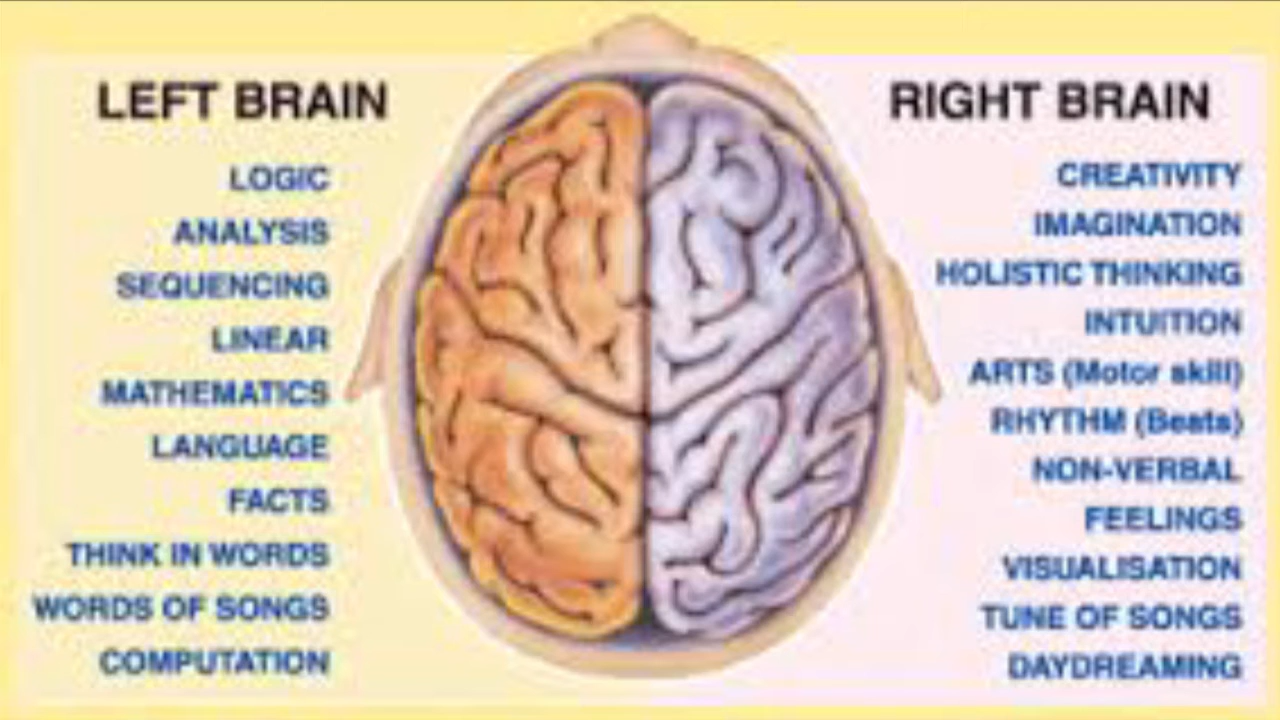 LEFT BRAIN
LOGIC
ANALYSIS
SEQUENCING
LINEAR
MATHEMATICS
LANGUAGE
FACTS
THINK IN WORDS
WORDS OF SONGS
COMPUTATION
RIGHT BRAIN
CREATIVITY
IMAGINATION
HOLISTIC THINKING
INTUITION
ARTS (Motor skill)
RHYTHM (Beats)
NON-VERBAL
FEELINGS
VISUALISATION
TUNE OF SONGS
DAYDREAMING